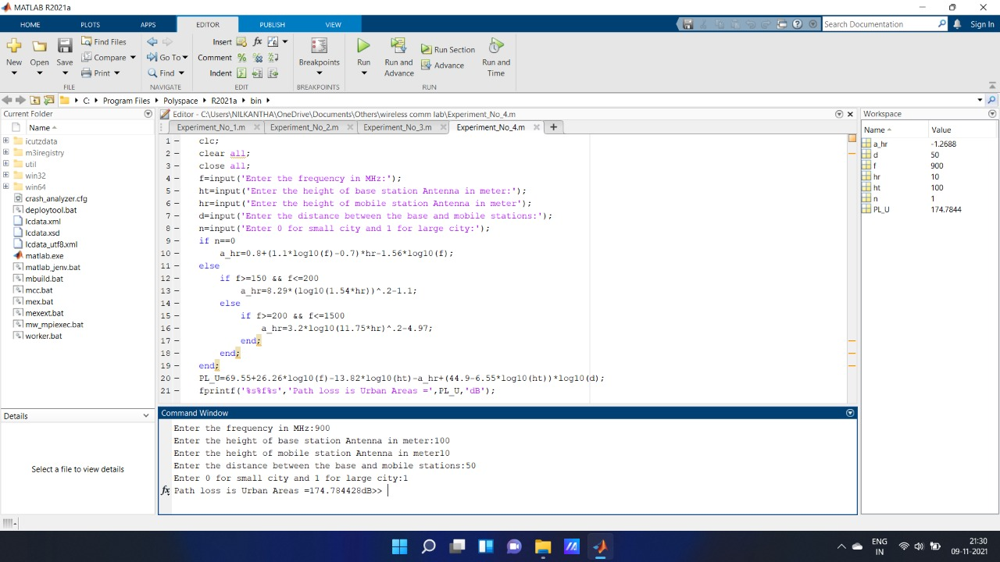 MATLAB R2021a
HOME PLOTS APPS EDITOR PUBLISH VIEW
Search Documentation
Sign In
New
Open
Save
Find Files
Compare
Print
FILE
Go To
Find
NAVIGATE
Insert
fx
Comment
Indent
EDIT
Breakpoints
BREAKPOINTS
Run
Run and Advance
Run Section
Advance
Run and Time
RUN
C: Program Files Polyspace R2021a bin
Current Folder
Name
icutzdata
m3iregistry
util
win32
win64
crash_analyzer.cfg
deploytool.bat
lcdata.xml
lcdata.xsd
lcdata_utf8.xml
matlab.exe
matlab_jenv.bat
mbuild.bat
mcc.bat
mex.bat
mexext.bat
mw_mpiexec.bat
worker.bat
Details
Select a file to view details
Editor - C:\Users\NILKANTHA\OneDrive\Documents\Others\wireless comm lab\Experiment_No_4.m
Experiment_No_1.m Experiment_No_2.m Experiment_No_3.m Experiment_No_4.m
1 – clc;
2 – clear all;
3 – close all;
4 – f=input('Enter the frequency in MHz:');
5 – ht=input('Enter the height of base station Antenna in meter:');
6 – hr=input('Enter the height of mobile station Antenna in meter');
7 – d=input('Enter the distance between the base and mobile stations:');
8 – n=input('Enter 0 for small city and 1 for large city:');
9 – if n==0
10 – a_hr=0.8+(1.1*log10(f)-0.7)*hr-1.56*log10(f);
11 – else
12 – if f>=150 && f<=200
13 – a_hr=8.29*(log10(1.54*hr))^.2-1.1;
14 – else
15 – if f>=200 && f<=1500
16 – a_hr=3.2*log10(11.75*hr)^.2-4.97;
17 – end;
18 – end;
19 – end;
20 – PL_U=69.55+26.26*log10(f)-13.82*log10(ht)-a_hr+(44.9-6.55*log10(ht))*log10(d);
21 – fprintf('%s%f%s','Path loss is Urban Areas =',PL_U,'dB');
Command Window
Enter the frequency in MHz:900
Enter the height of base station Antenna in meter:100
Enter the height of mobile station Antenna in meter10
Enter the distance between the base and mobile stations:50
Enter 0 for small city and 1 for large city:1
fx Path loss is Urban Areas =174.784428dB>>
Workspace
Name Value
a_hr -1.2688
d 50
f 900
hr 10
ht 100
n 1
PL_U 174.7844
ENG
IN
21:30
09-11-2021